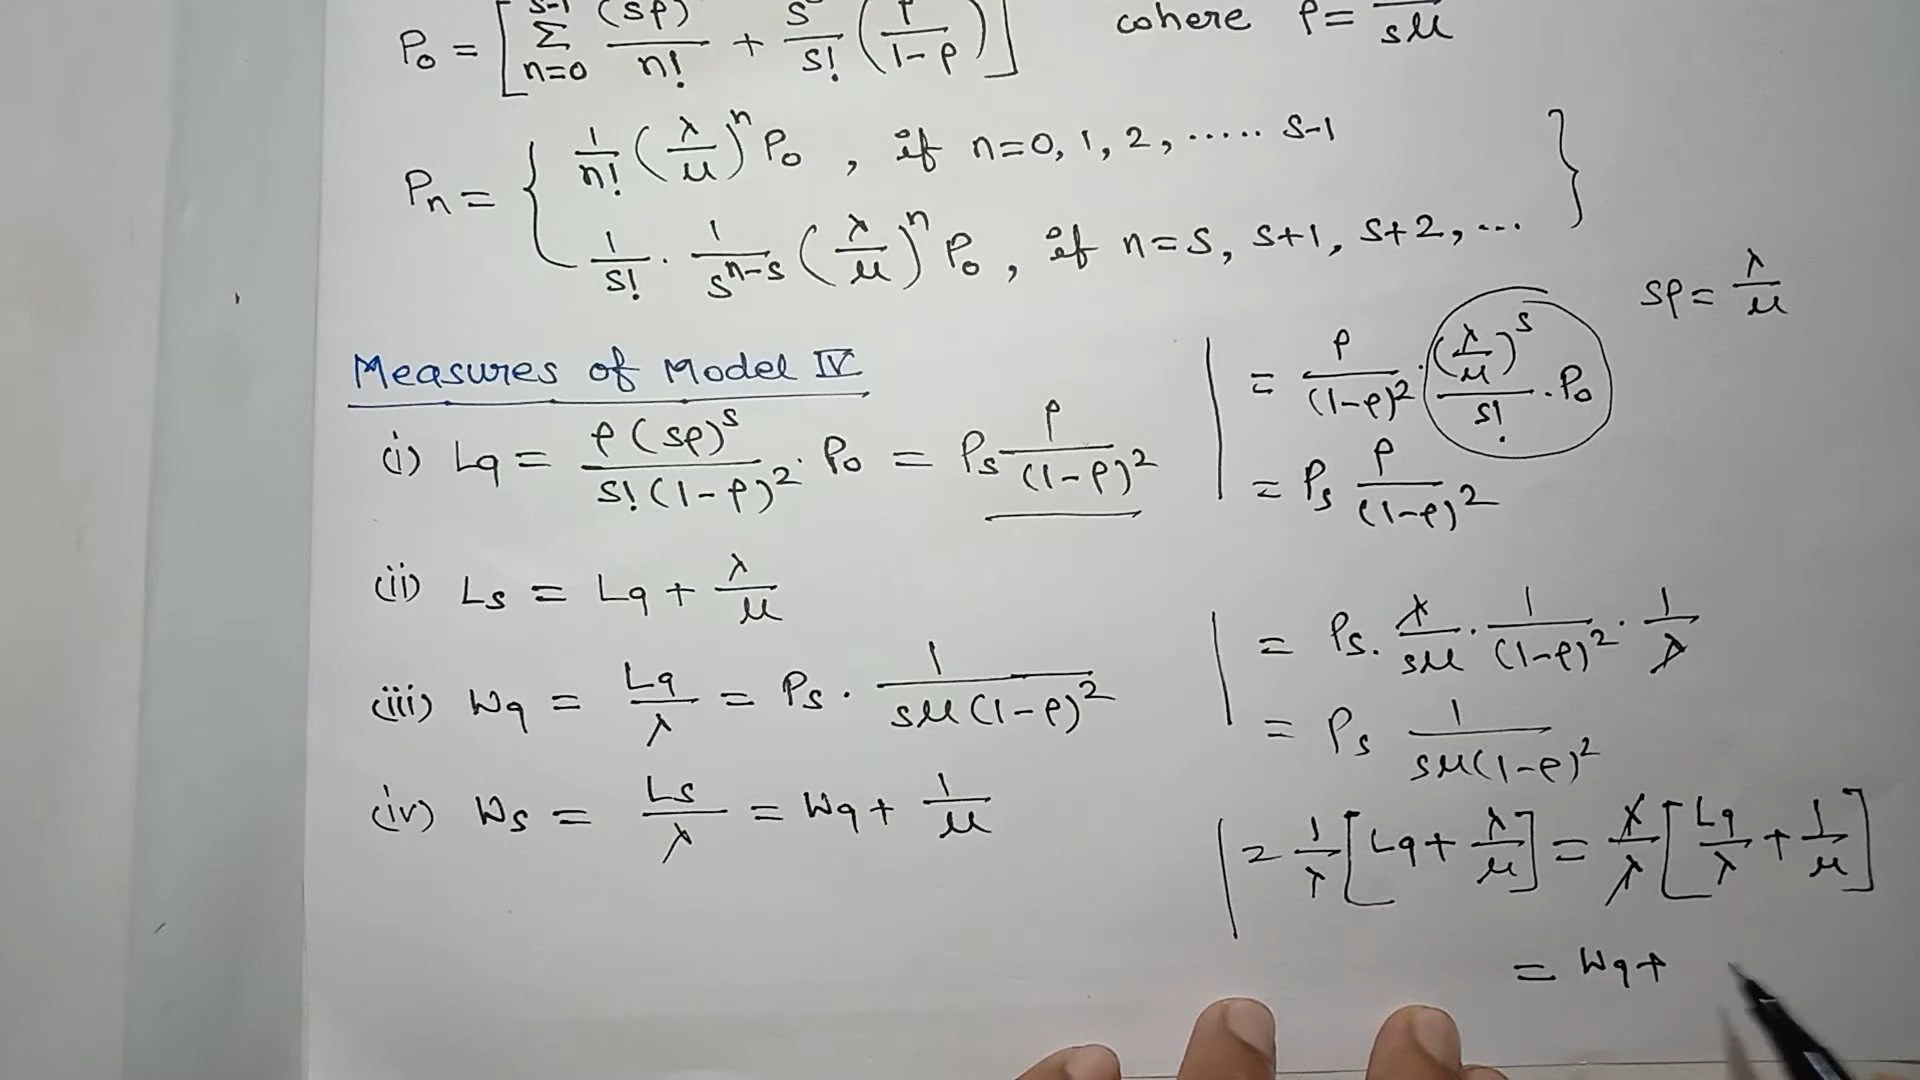 P₀ = [ Σ_{n=0}^{s-1} (sρ) / n! + s / s! ( ρ / 1-ρ ) ] where ρ = / sμ
Pₙ = { 1/n! (λ/μ)ⁿ P₀ , if n=0, 1, 2, ..... s-1
1/s! . 1/s^{n-s} (λ/μ)ⁿ P₀ , if n=s, s+1, s+2, ... }
sρ = λ/μ
Measures of Model IV
(i) Lq = ρ(sρ)^s / s!(1-ρ)² . P₀ = Ps ρ/(1-ρ)²
= ρ/(1-ρ)² . (λ/μ)^s / s! . P₀
= Ps ρ/(1-ρ)²
(ii) Ls = Lq + λ/μ
(iii) Wq = Lq/λ = Ps . 1/sμ(1-ρ)²
= Ps . λ/sμ . 1/(1-ρ)² . 1/λ
= Ps 1/sμ(1-ρ)²
(iv) Ws = Ls/λ = Wq + 1/μ
= 1/λ [Lq + λ/μ] = λ/λ [Lq/λ + 1/μ]
= Wq +